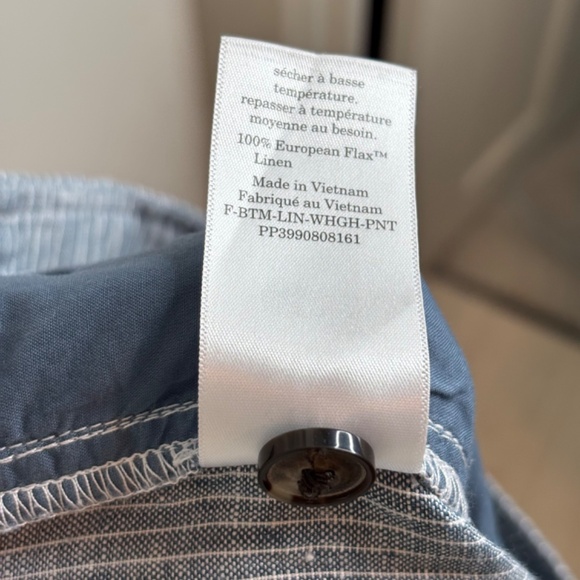 sécher à basse
température.
repasser à température
moyenne au besoin.
100% European Flax™
Linen
Made in Vietnam
Fabriqué au Vietnam
F-BTM-LIN-WHGH-PNT
PP3990808161